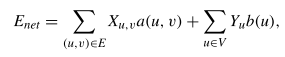 E_{net} = \sum_{(u,v) \in E} X_{u,v} a(u, v) + \sum_{u \in V} Y_u b(u),